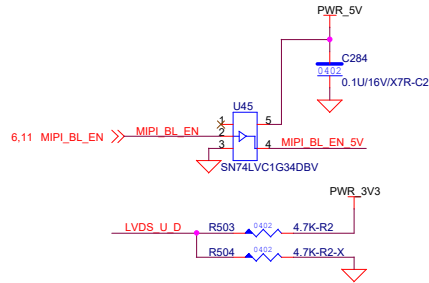 PWR_5V
C284
0402
0.1U/16V/X7R-C2
U45
1
5
6,11 MIPI_BL_EN
MIPI_BL_EN
2
3
4
MIPI_BL_EN_5V
SN74LVC1G34DBV
PWR_3V3
LVDS_U_D
R503
0402
4.7K-R2
R504
0402
4.7K-R2-X